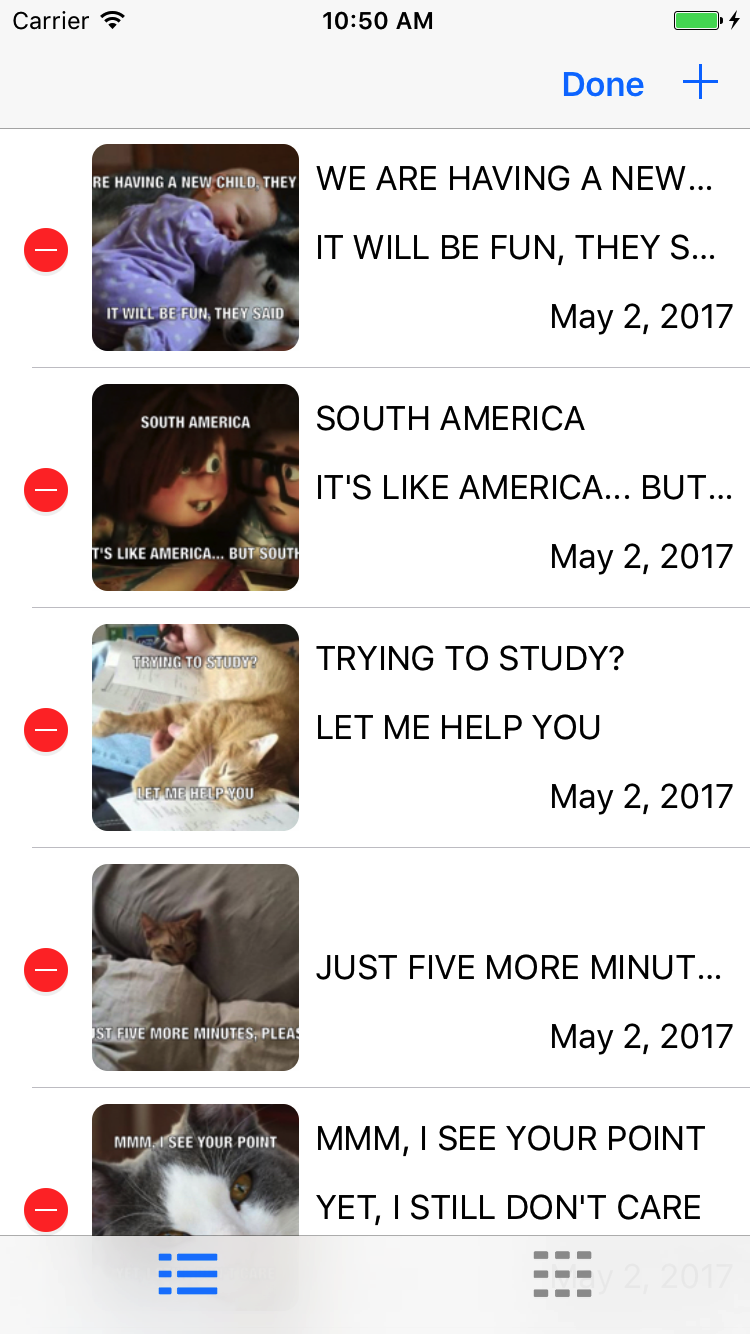 Carrier 10:50 AM
Done
RE HAVING A NEW CHILD, THEY
IT WILL BE FUN, THEY SAID
WE ARE HAVING A NEW...
IT WILL BE FUN, THEY S...
May 2, 2017
SOUTH AMERICA
T'S LIKE AMERICA... BUT SOUTH
SOUTH AMERICA
IT'S LIKE AMERICA... BUT...
May 2, 2017
TRYING TO STUDY?
LET ME HELP YOU
TRYING TO STUDY?
LET ME HELP YOU
May 2, 2017
ST FIVE MORE MINUTES, PLEAS
JUST FIVE MORE MINUT...
May 2, 2017
MMM, I SEE YOUR POINT
MMM, I SEE YOUR POINT
YET, I STILL DON'T CARE
May 2, 2017